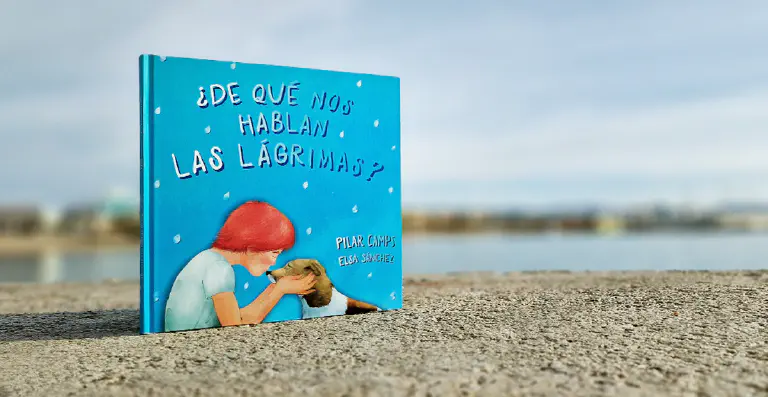 ¿DE QUÉ NOS
HABLAN
LAS LÁGRIMAS?
PILAR CAMPS
ELSA SÁNCHEZ